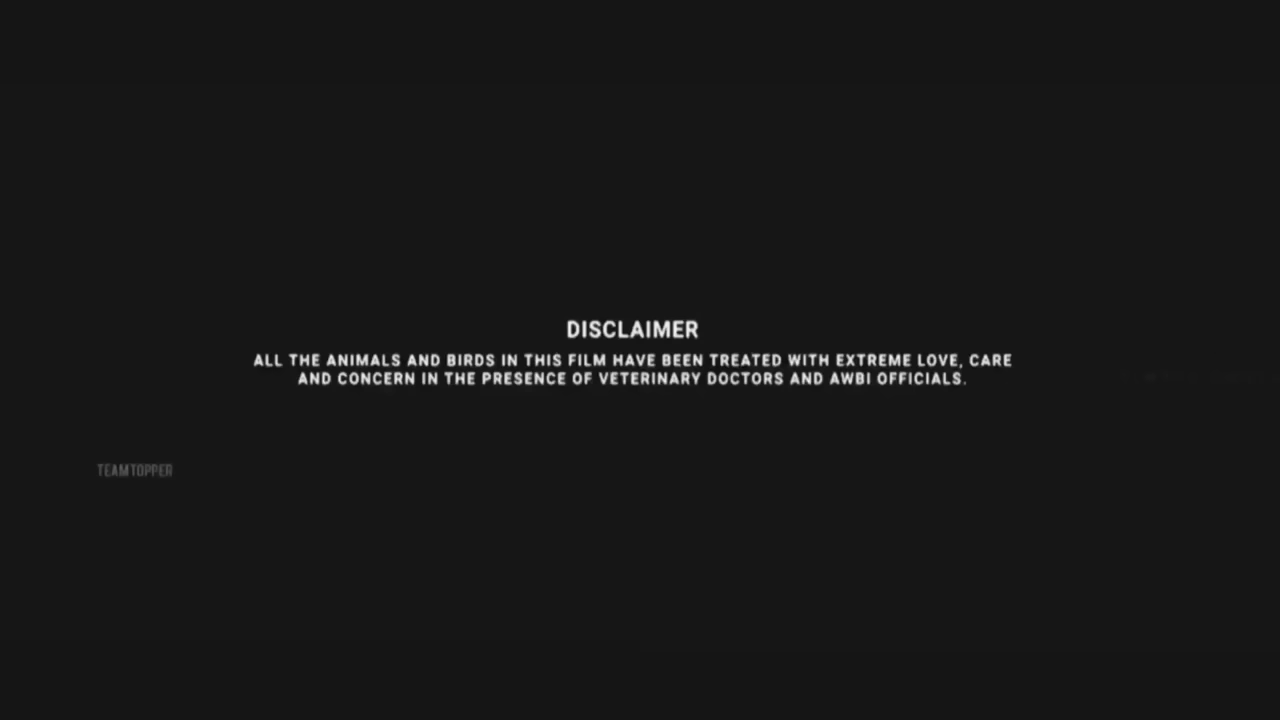 DISCLAIMER
ALL THE ANIMALS AND BIRDS IN THIS FILM HAVE BEEN TREATED WITH EXTREME LOVE, CARE
AND CONCERN IN THE PRESENCE OF VETERINARY DOCTORS AND AWBI OFFICIALS.
TEAMTOPPER